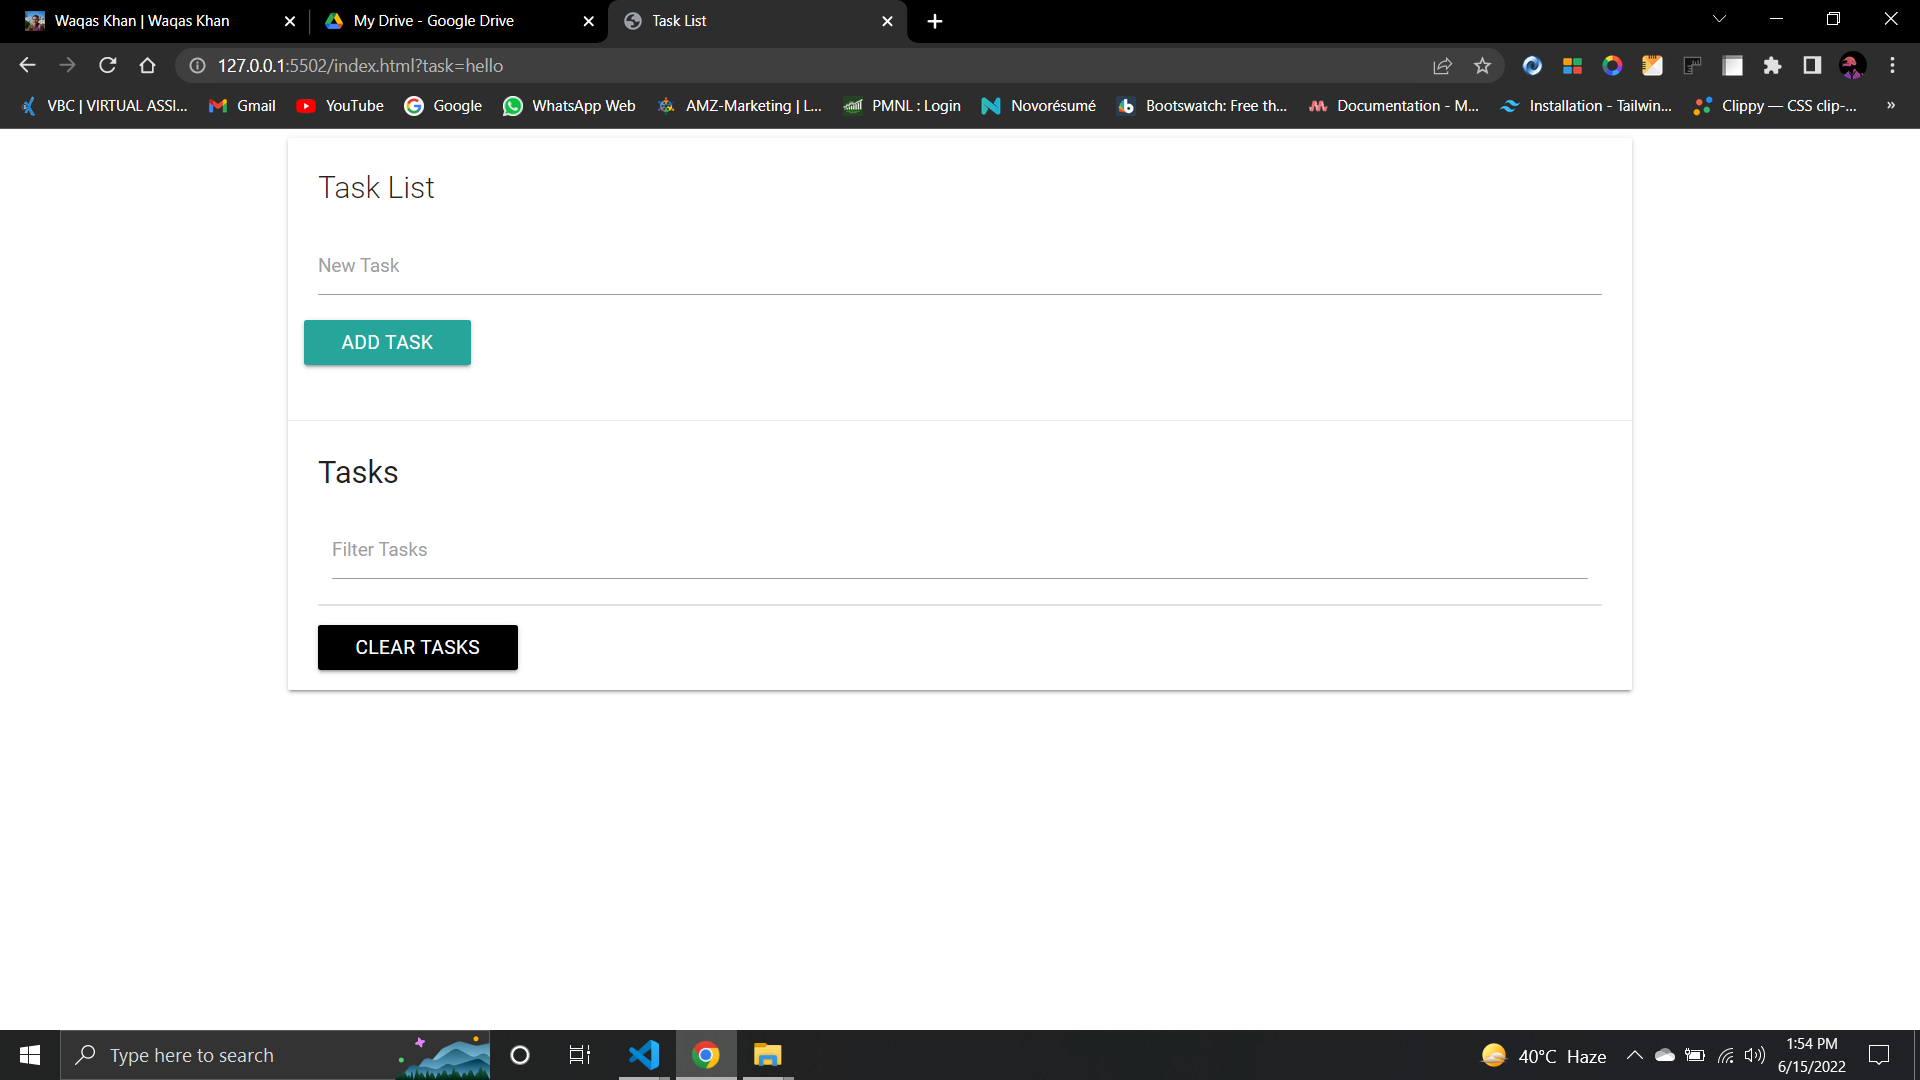 Waqas Khan | Waqas Khan
My Drive - Google Drive
Task List
127.0.0.1:5502/index.html?task=hello
VBC | VIRTUAL ASSI...
Gmail
YouTube
Google
WhatsApp Web
AMZ-Marketing | L...
PMNL : Login
Novorésumé
Bootswatch: Free th...
Documentation - M...
Installation - Tailwin...
Clippy — CSS clip-...
»
Task List
New Task
ADD TASK
Tasks
Filter Tasks
CLEAR TASKS
Type here to search
40°C Haze
1:54 PM
6/15/2022